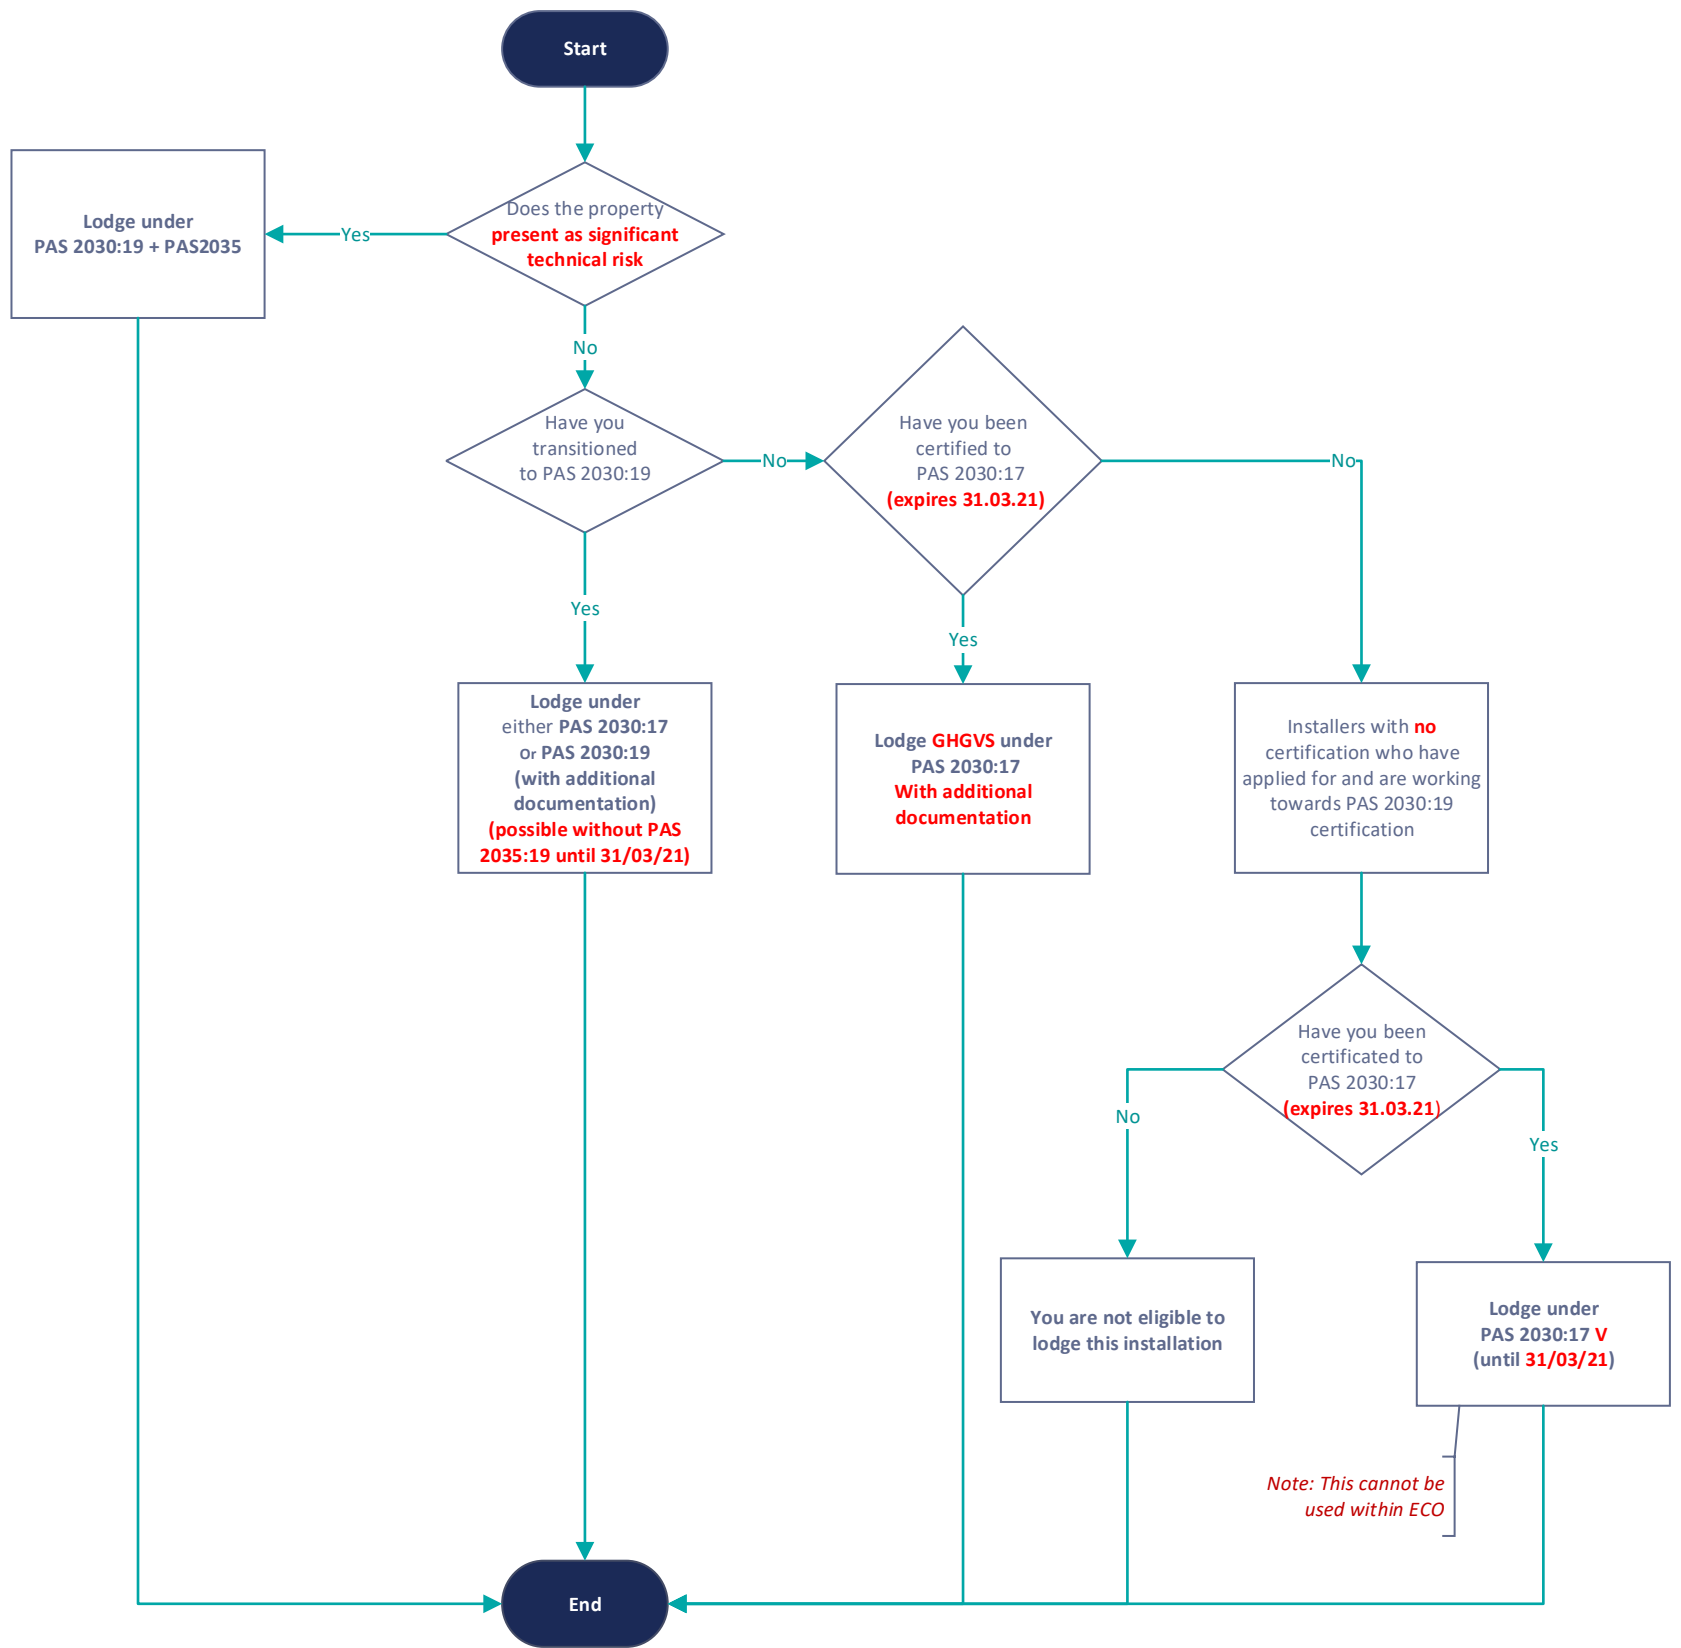 Start
Lodge under
PAS 2030:19 + PAS2035
Yes
Does the property
present as significant
technical risk
No
Have you
transitioned
to PAS 2030:19
No
Have you been
certified to
PAS 2030:17
(expires 31.03.21)
No
Yes
Yes
Lodge under
either PAS 2030:17
or PAS 2030:19
(with additional
documentation)
(possible without PAS
2035:19 until 31/03/21)
Lodge GHGVS under
PAS 2030:17
With additional
documentation
Installers with no
certification who have
applied for and are working
towards PAS 2030:19
certification
Have you been
certificated to
PAS 2030:17
(expires 31.03.21)
No
Yes
You are not eligible to
lodge this installation
Lodge under
PAS 2030:17 V
(until 31/03/21)
Note: This cannot be
used within ECO
End